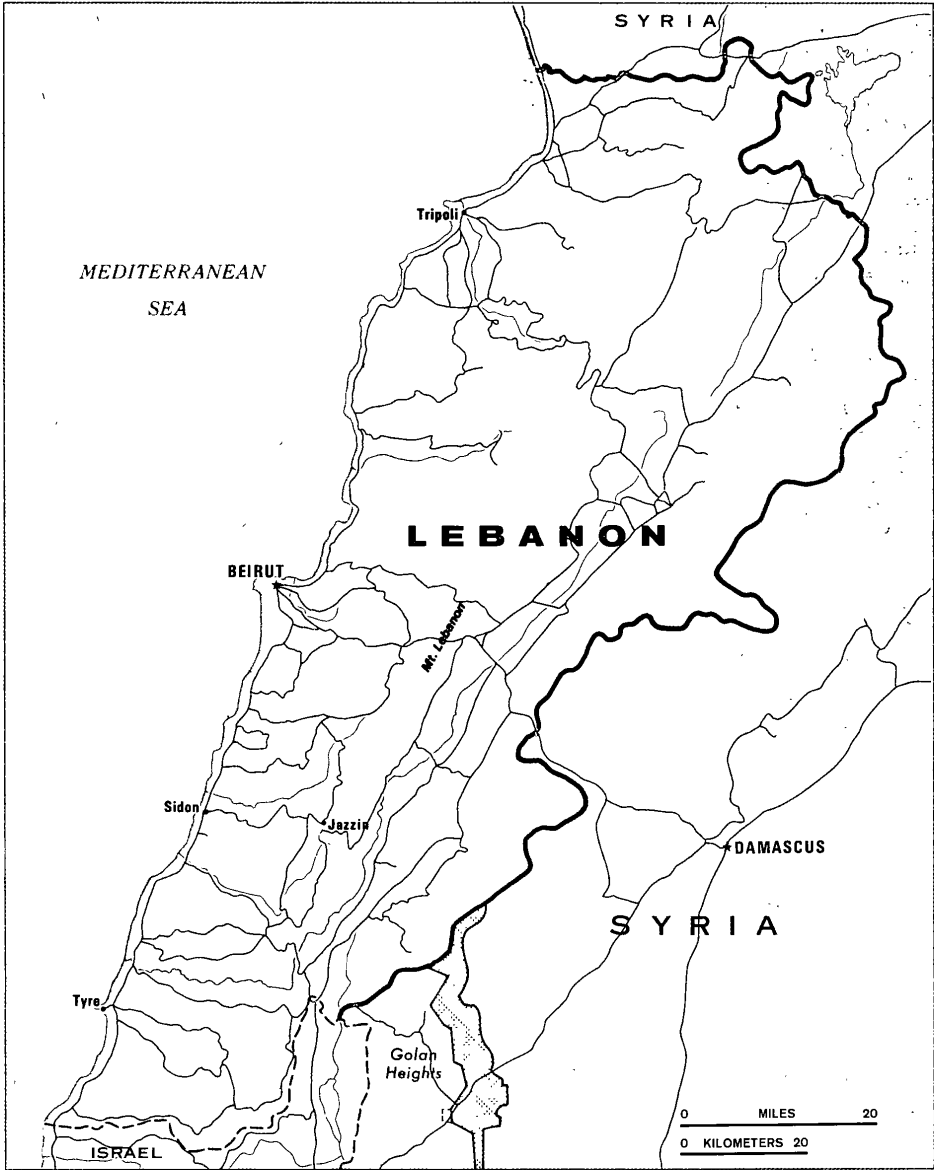 SYRIA
Tripoli
MEDITERRANEAN
SEA
LEBANON
BEIRUT
Mt. Lebanon
Sidon
Jazzin
DAMASCUS
SYRIA
Tyre
Golan
Heights
0 MILES 20
0 KILOMETERS 20
ISRAEL